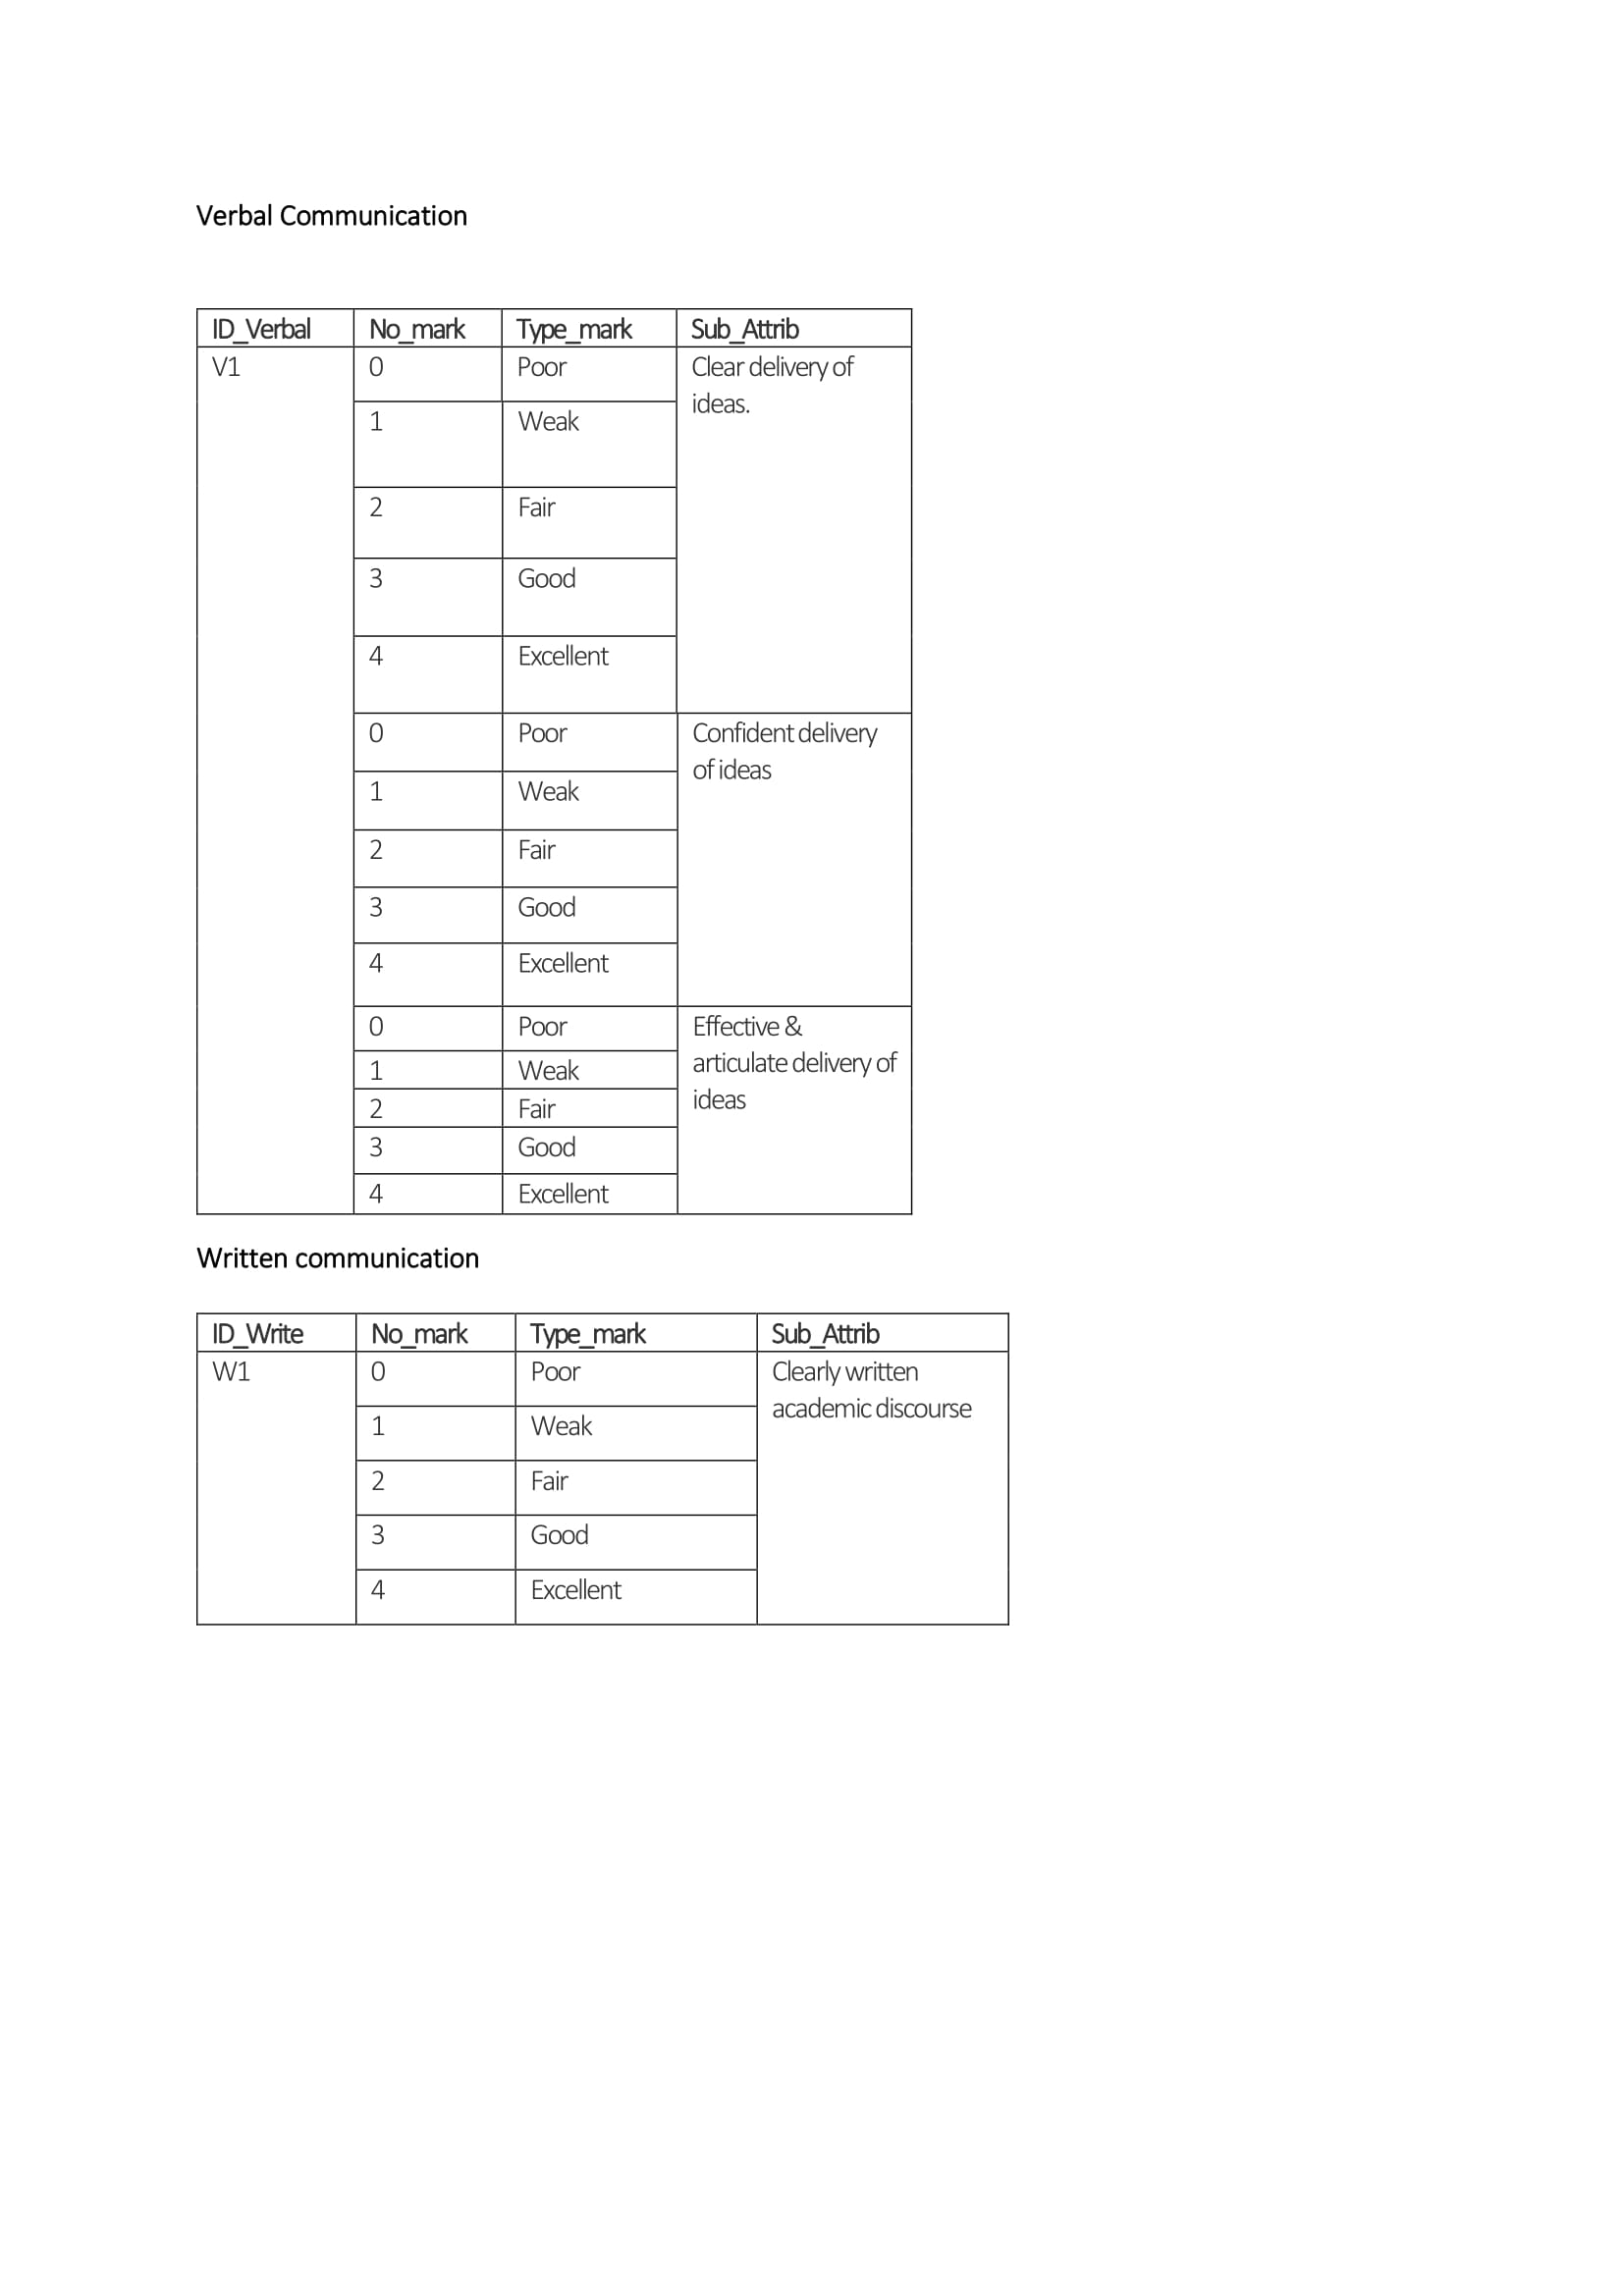 Verbal Communication
ID_Verbal No_mark Type_mark Sub_Attrib
V1 0 Poor Clear delivery of
ideas.
1 Weak
2 Fair
3 Good
4 Excellent
0 Poor Confident delivery
of ideas
1 Weak
2 Fair
3 Good
4 Excellent
0 Poor Effective &
articulate delivery of
1 Weak
ideas
2 Fair
3 Good
4 Excellent
Written communication
ID_Write No_mark Type_mark Sub_Attrib
W1 0 Poor Clearly written
academic discourse
1 Weak
2 Fair
3 Good
4 Excellent